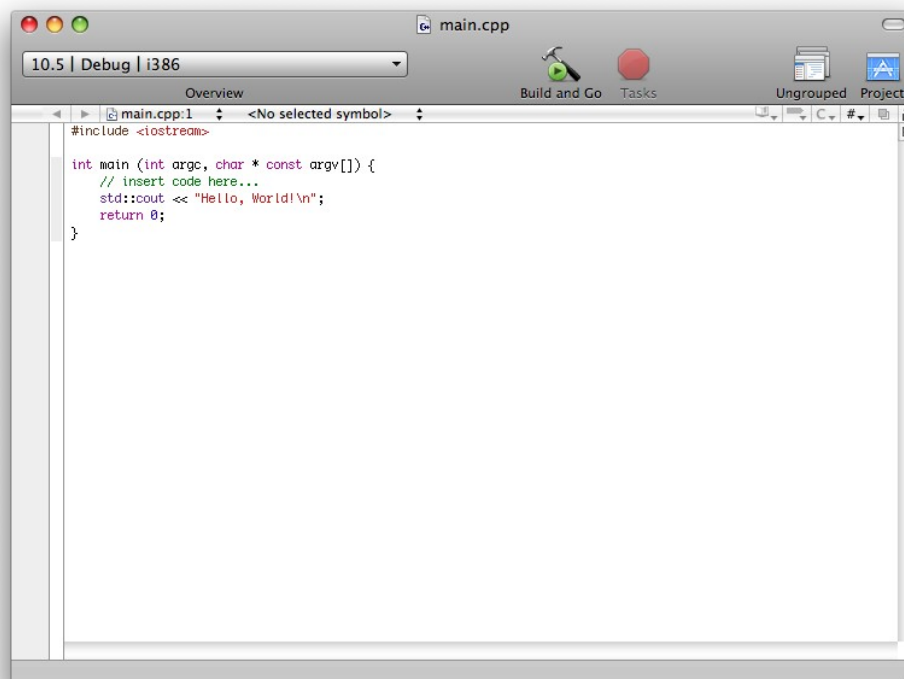 main.cpp
10.5 | Debug | i386
Overview
Build and Go
Tasks
Ungrouped
Project
main.cpp:1 <No selected symbol> C #
#include <iostream>
int main (int argc, char * const argv[]) {
// insert code here...
std::cout << "Hello, World!\n";
return 0;
}